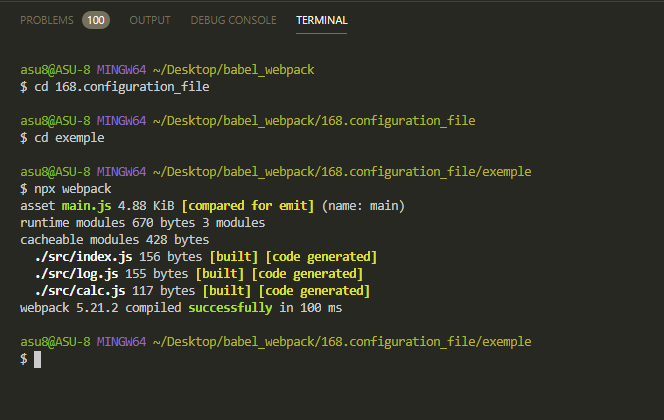 PROBLEMS 100 OUTPUT DEBUG CONSOLE TERMINAL
asu8@ASU-8 MINGW64 ~/Desktop/babel_webpack
$ cd 168.configuration_file
asu8@ASU-8 MINGW64 ~/Desktop/babel_webpack/168.configuration_file
$ cd exemple
asu8@ASU-8 MINGW64 ~/Desktop/babel_webpack/168.configuration_file/exemple
$ npx webpack
asset main.js 4.88 KiB [compared for emit] (name: main)
runtime modules 670 bytes 3 modules
cacheable modules 428 bytes
  ./src/index.js 156 bytes [built] [code generated]
  ./src/log.js 155 bytes [built] [code generated]
  ./src/calc.js 117 bytes [built] [code generated]
webpack 5.21.2 compiled successfully in 100 ms
asu8@ASU-8 MINGW64 ~/Desktop/babel_webpack/168.configuration_file/exemple
$